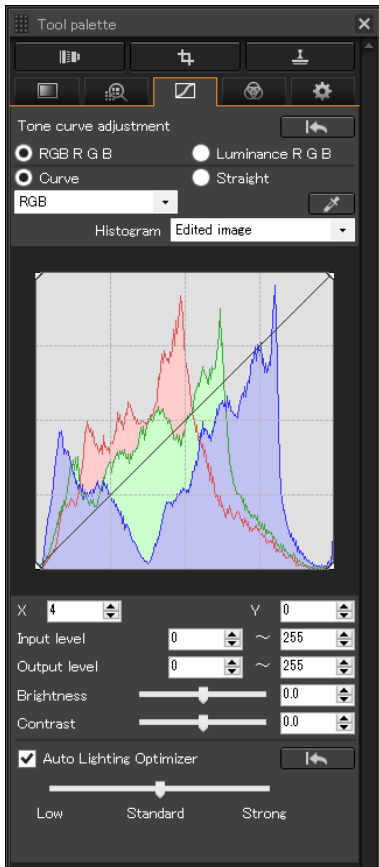 Tool palette
Tone curve adjustment
RGB R G B Luminance R G B
Curve Straight
RGB
Histogram Edited image
X 4 Y 0
Input level 0 ~ 255
Output level 0 ~ 255
Brightness 0.0
Contrast 0.0
Auto Lighting Optimizer
Low Standard Strong